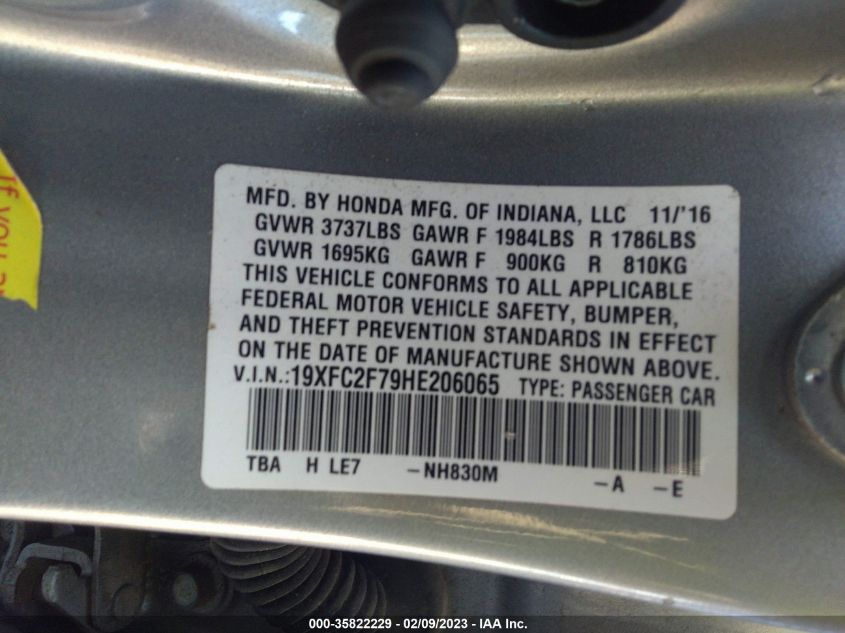 MFD. BY HONDA MFG. OF INDIANA, LLC 11/'16
GVWR 3737LBS GAWR F 1984LBS R 1786LBS
GVWR 1695KG GAWR F 900KG R 810KG
THIS VEHICLE CONFORMS TO ALL APPLICABLE
FEDERAL MOTOR VEHICLE SAFETY, BUMPER,
AND THEFT PREVENTION STANDARDS IN EFFECT
ON THE DATE OF MANUFACTURE SHOWN ABOVE.
V.I.N.:19XFC2F79HE206065 TYPE: PASSENGER CAR
TBA H LE7 -NH830M -A -E
IF YOU
000-35822229 - 02/09/2023 - IAA Inc.